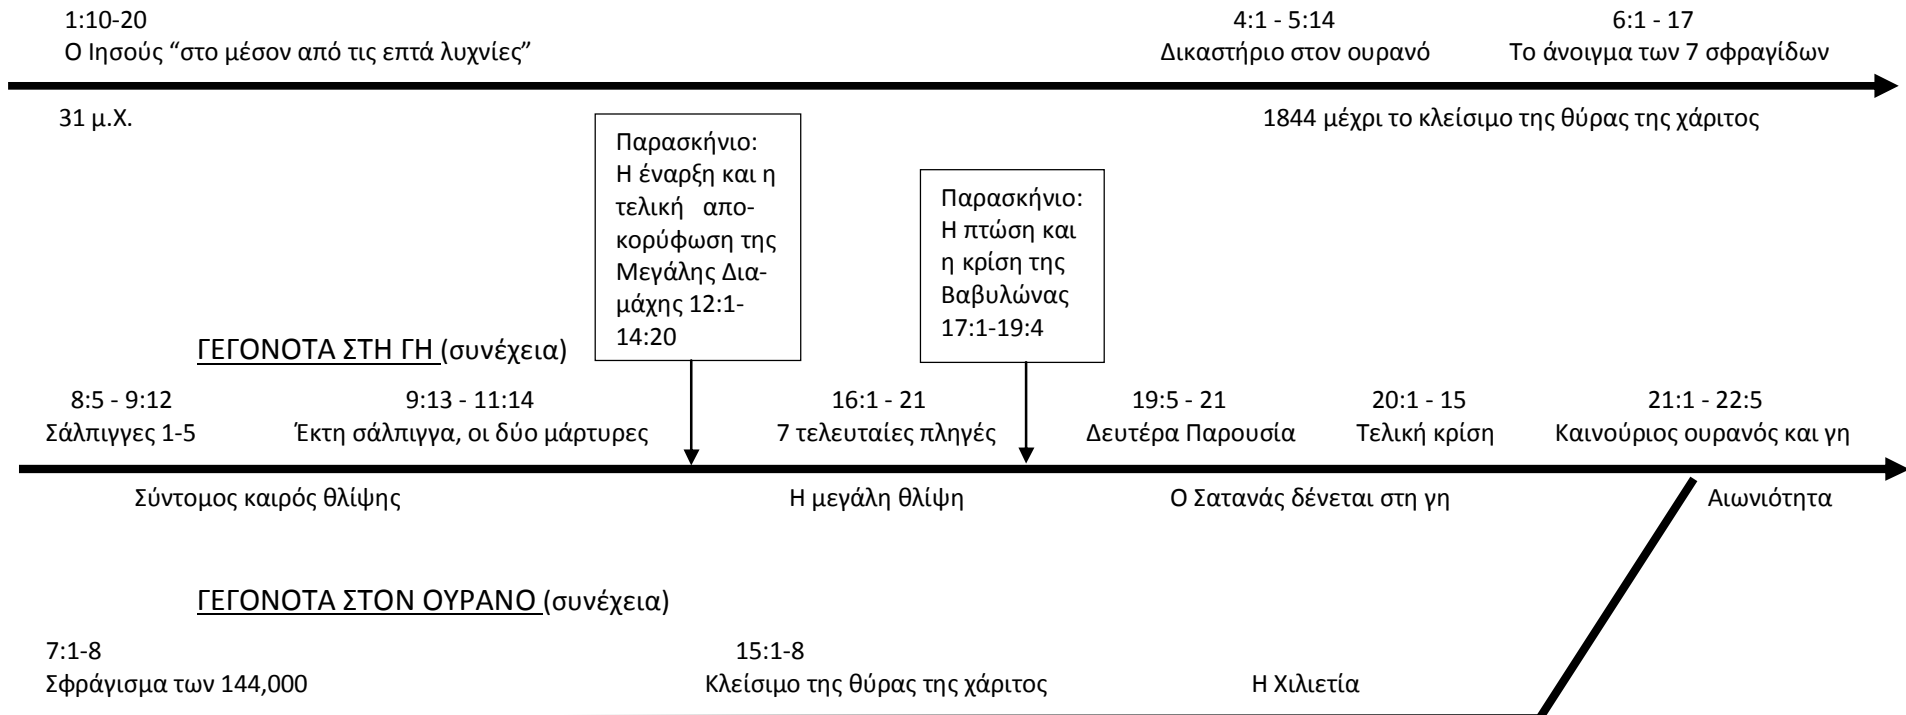 1:10-20 4:1 - 5:14 6:1 - 17
Ο Ιησούς “στο μέσον από τις επτά λυχνίες” Δικαστήριο στον ουρανό Το άνοιγμα των 7 σφραγίδων
31 μ.Χ. 1844 μέχρι το κλείσιμο της θύρας της χάριτος
Παρασκήνιο:
Η έναρξη και η
τελική απο-
κορύφωση της
Μεγάλης Δια-
μάχης 12:1-
14:20
Παρασκήνιο:
Η πτώση και
η κρίση της
Βαβυλώνας
17:1-19:4
ΓΕΓΟΝΟΤΑ ΣΤΗ ΓΗ (συνέχεια)
8:5 - 9:12 9:13 - 11:14 16:1 - 21 19:5 - 21 20:1 - 15 21:1 - 22:5
Σάλπιγγες 1-5 Έκτη σάλπιγγα, οι δύο μάρτυρες 7 τελευταίες πληγές Δευτέρα Παρουσία Τελική κρίση Καινούριος ουρανός και γη
Σύντομος καιρός θλίψης Η μεγάλη θλίψη Ο Σατανάς δένεται στη γη Αιωνιότητα
ΓΕΓΟΝΟΤΑ ΣΤΟΝ ΟΥΡΑΝΟ (συνέχεια)
7:1-8 15:1-8
Σφράγισμα των 144,000 Κλείσιμο της θύρας της χάριτος Η Χιλιετία